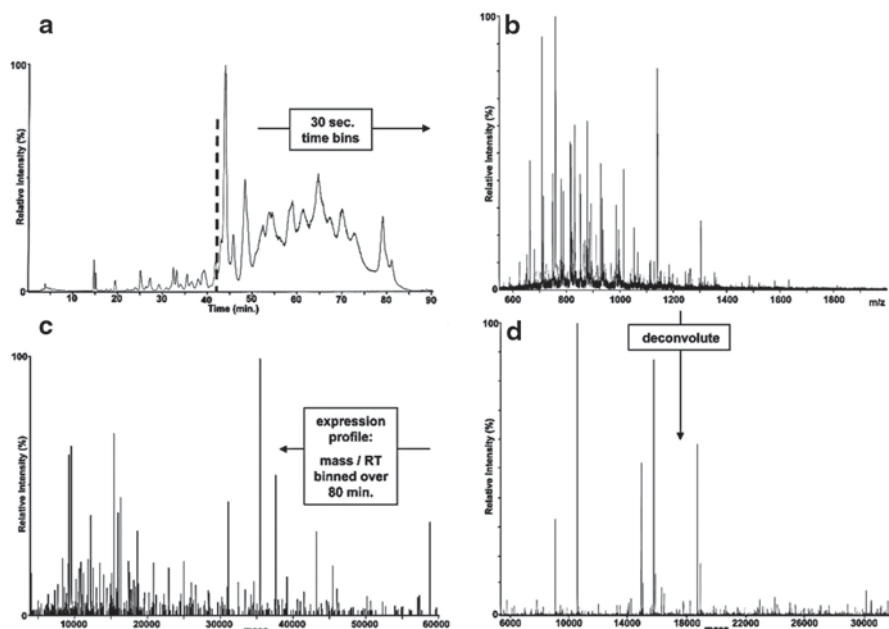 a
100
Relative Intensity (%)
30 sec.
time bins
10 20 30 40 50 60 70 80 90
Time (min.)
b
100
Relative Intensity (%)
600 800 1000 1200 1400 1600 1800
m/z
c
100
Relative Intensity (%)
expression
profile:
mass / RT
binned over
80 min.
0
10000 20000 30000 40000 50000 60000
d
100
deconvolute
Relative Intensity (%)
0
6000 10000 14000 18000 22000 26000 30000